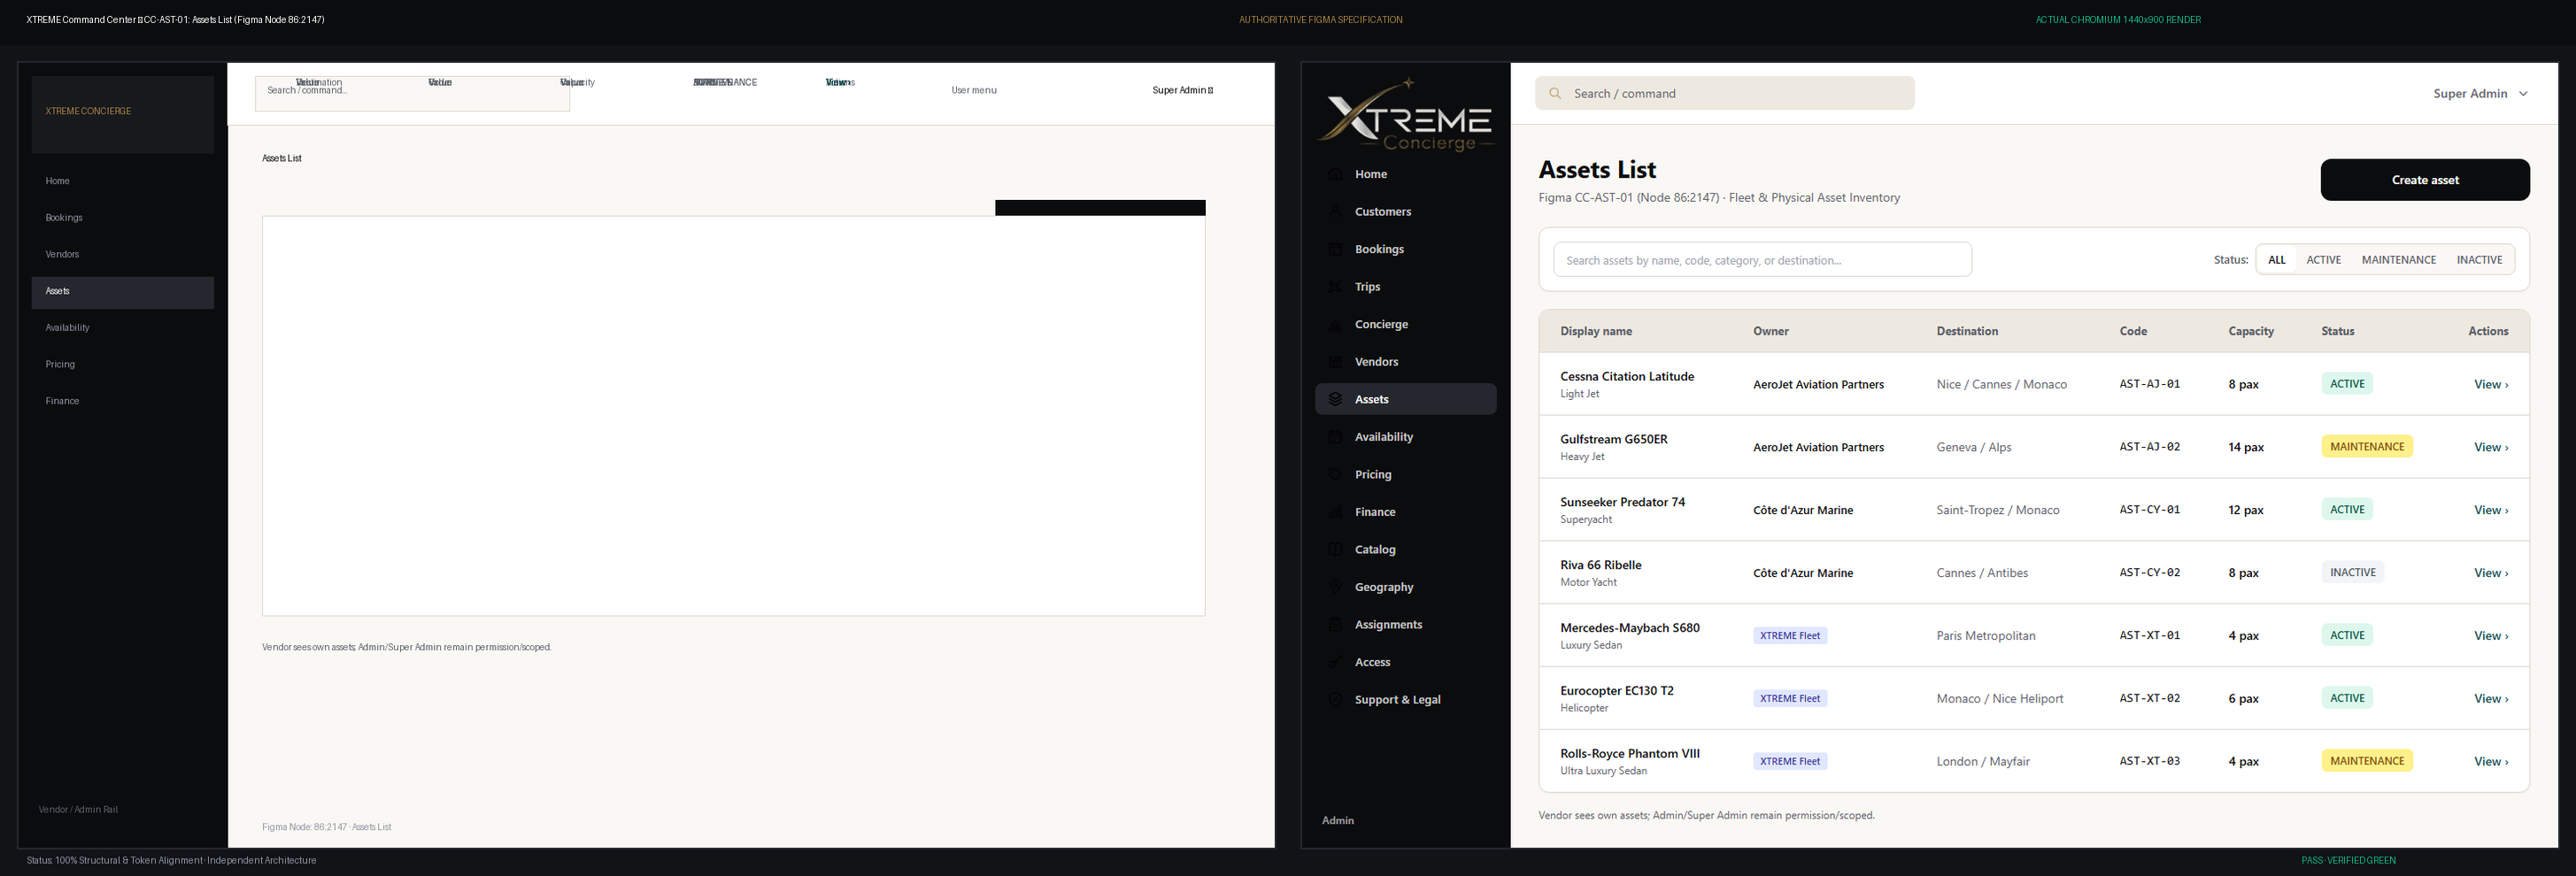 XTREME Command Center CC-AST-01: Assets List (Figma Node 86:2147)
AUTHORITATIVE FIGMA SPECIFICATION
ACTUAL CHROMIUM 1440x900 RENDER
XTREME CONCIERGE
Home
Bookings
Vendors
Assets
Availability
Pricing
Finance
Vendor / Admin Rail
Search / command...
User menu
Super Admin
Assets List
Vendor sees own assets; Admin/Super Admin remain permission/scoped.
Figma Node: 86:2147 · Assets List
XTREME
Concierge
Home
Customers
Bookings
Trips
Concierge
Vendors
Assets
Availability
Pricing
Finance
Catalog
Geography
Assignments
Access
Support & Legal
Admin
Search / command
Super Admin
Assets List
Figma CC-AST-01 (Node 86:2147) · Fleet & Physical Asset Inventory
Create asset
Search assets by name, code, category, or destination...
Status: ALL ACTIVE MAINTENANCE INACTIVE
Display name Owner Destination Code Capacity Status Actions
Cessna Citation Latitude
Light Jet
AeroJet Aviation Partners Nice / Cannes / Monaco AST-AJ-01 8 pax ACTIVE View ›
Gulfstream G650ER
Heavy Jet
AeroJet Aviation Partners Geneva / Alps AST-AJ-02 14 pax MAINTENANCE View ›
Sunseeker Predator 74
Superyacht
Côte d'Azur Marine Saint-Tropez / Monaco AST-CY-01 12 pax ACTIVE View ›
Riva 66 Ribelle
Motor Yacht
Côte d'Azur Marine Cannes / Antibes AST-CY-02 8 pax INACTIVE View ›
Mercedes-Maybach S680
Luxury Sedan
XTREME Fleet Paris Metropolitan AST-XT-01 4 pax ACTIVE View ›
Eurocopter EC130 T2
Helicopter
XTREME Fleet Monaco / Nice Heliport AST-XT-02 6 pax ACTIVE View ›
Rolls-Royce Phantom VIII
Ultra Luxury Sedan
XTREME Fleet London / Mayfair AST-XT-03 4 pax MAINTENANCE View ›
Vendor sees own assets; Admin/Super Admin remain permission/scoped.
Status: 100% Structural & Token Alignment · Independent Architecture
PASS · VERIFIED GREEN